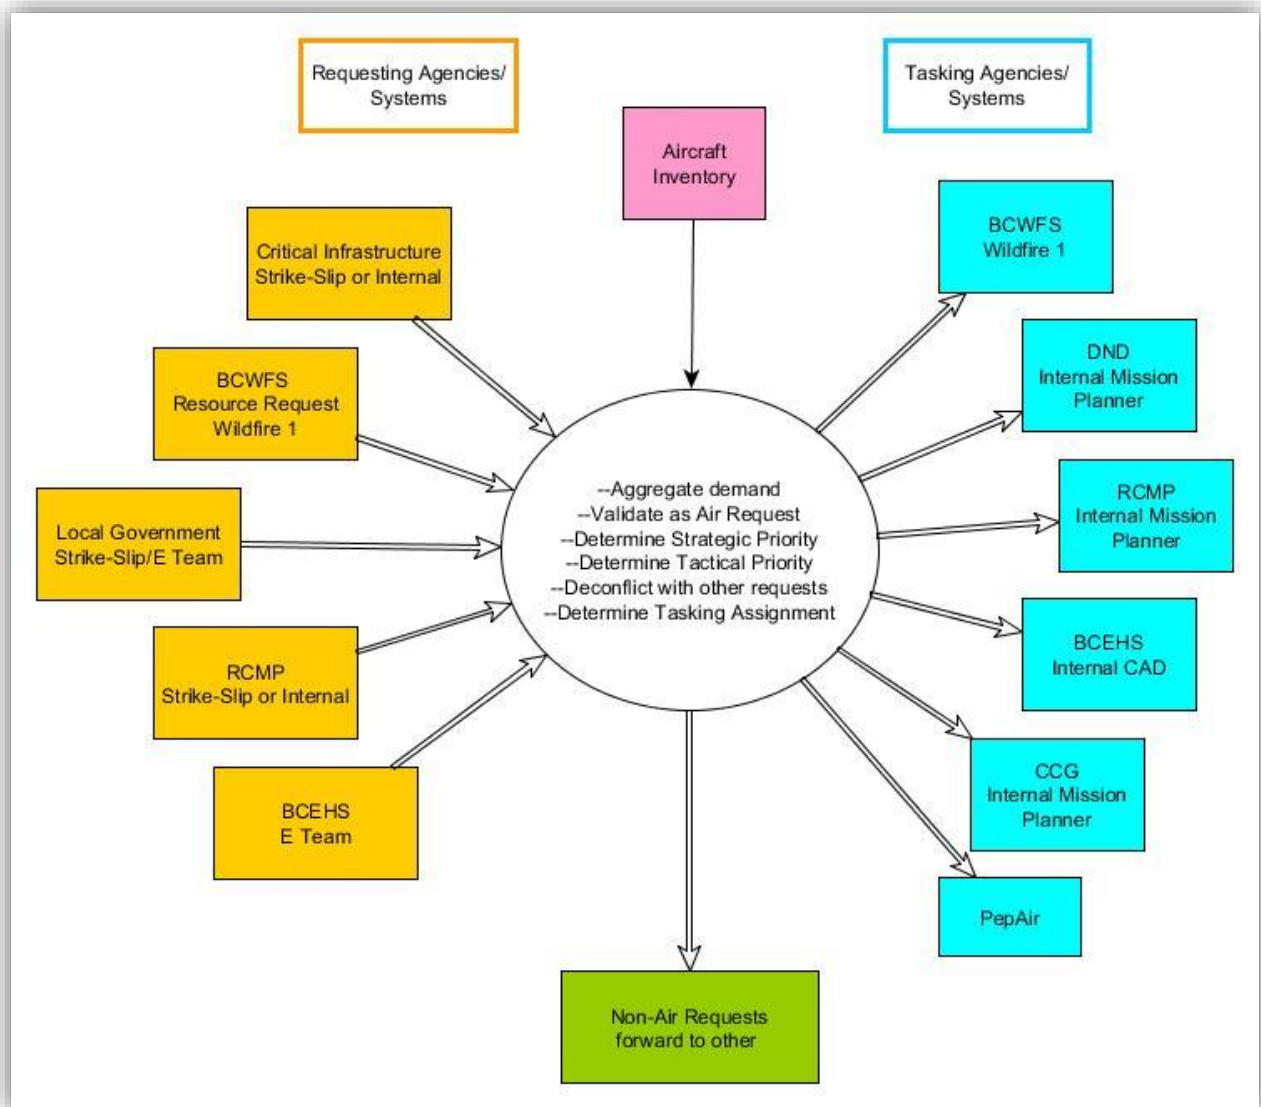 Requesting Agencies/
Systems
Tasking Agencies/
Systems
Aircraft
Inventory
Critical Infrastructure
Strike-Slip or Internal
BCWFS
Resource Request
Wildfire 1
Local Government
Strike-Slip/E Team
RCMP
Strike-Slip or Internal
BCEHS
E Team
--Aggregate demand
--Validate as Air Request
--Determine Strategic Priority
--Determine Tactical Priority
--Deconflict with other requests
--Determine Tasking Assignment
BCWFS
Wildfire 1
DND
Internal Mission
Planner
RCMP
Internal Mission
Planner
BCEHS
Internal CAD
CCG
Internal Mission
Planner
PepAir
Non-Air Requests
forward to other